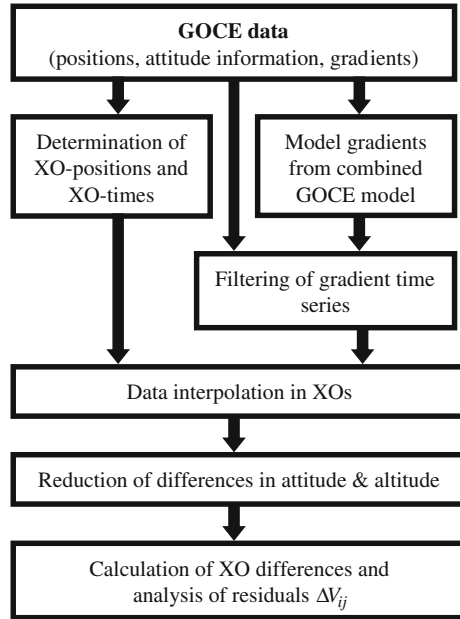 GOCE data
(positions, attitude information, gradients)
Determination of
XO-positions and
XO-times
Model gradients
from combined
GOCE model
Filtering of gradient time
series
Data interpolation in XOs
Reduction of differences in attitude & altitude
Calculation of XO differences and
analysis of residuals ΔV_ij